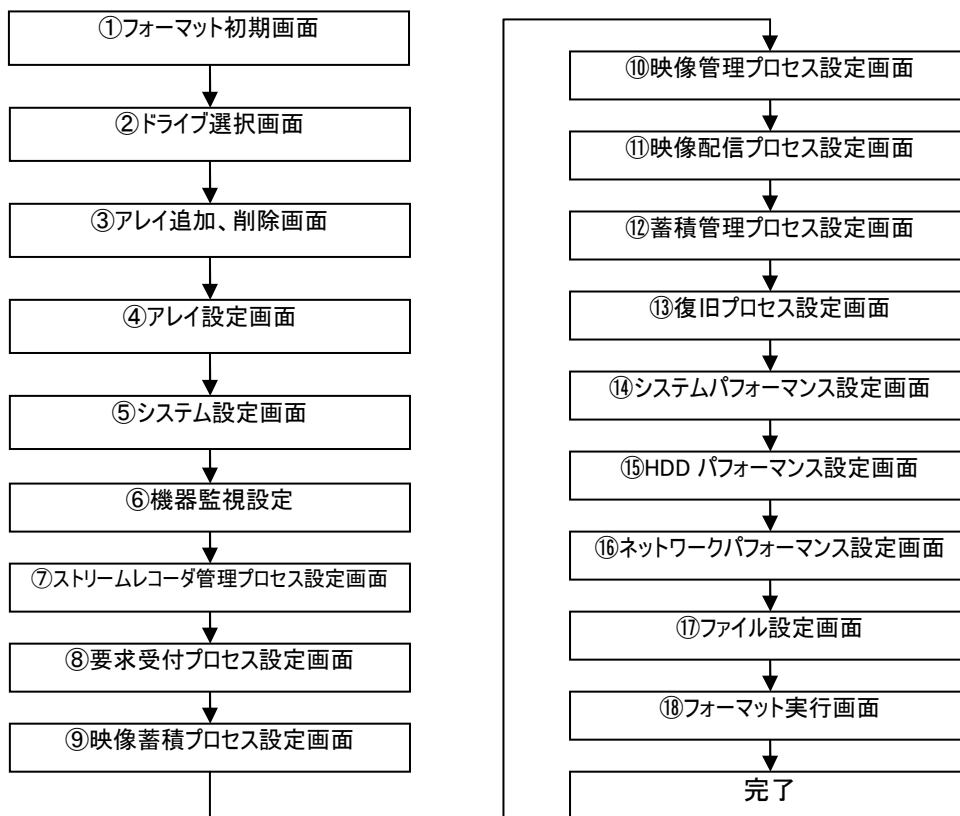 ①フォーマット初期画面
②ドライブ選択画面
③アレイ追加、削除画面
④アレイ設定画面
⑤システム設定画面
⑥機器監視設定
⑦ストリームレコーダ管理プロセス設定画面
⑧要求受付プロセス設定画面
⑨映像蓄積プロセス設定画面
⑩映像管理プロセス設定画面
⑪映像配信プロセス設定画面
⑫蓄積管理プロセス設定画面
⑬復旧プロセス設定画面
⑭システムパフォーマンス設定画面
⑮HDD パフォーマンス設定画面
⑯ネットワークパフォーマンス設定画面
⑰ファイル設定画面
⑱フォーマット実行画面
完了